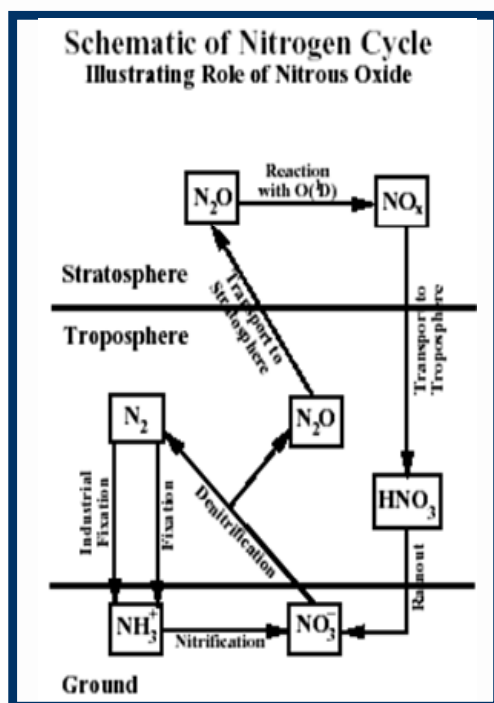 Schematic of Nitrogen Cycle
Illustrating Role of Nitrous Oxide
N₂O
Reaction
with O(¹D)
NOₓ
Stratosphere
Transport to
Stratosphere
Transport to
Troposphere
Troposphere
N₂
N₂O
HNO₃
Industrial
Fixation
Fixation
Denitrification
Rainout
NH₃⁺
Nitrification
NO₃⁻
Ground